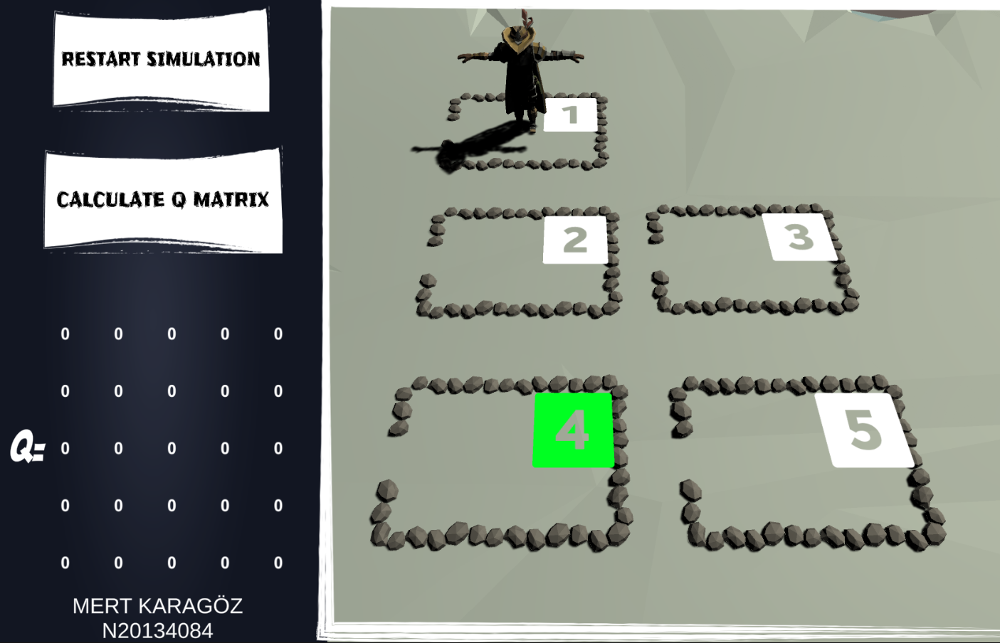 RESTART SIMULATION
CALCULATE Q MATRIX
0 0 0 0 0
0 0 0 0 0
Q= 0 0 0 0 0
0 0 0 0 0
0 0 0 0 0
MERT KARAGÖZ
N20134084
1
2 3
4 5